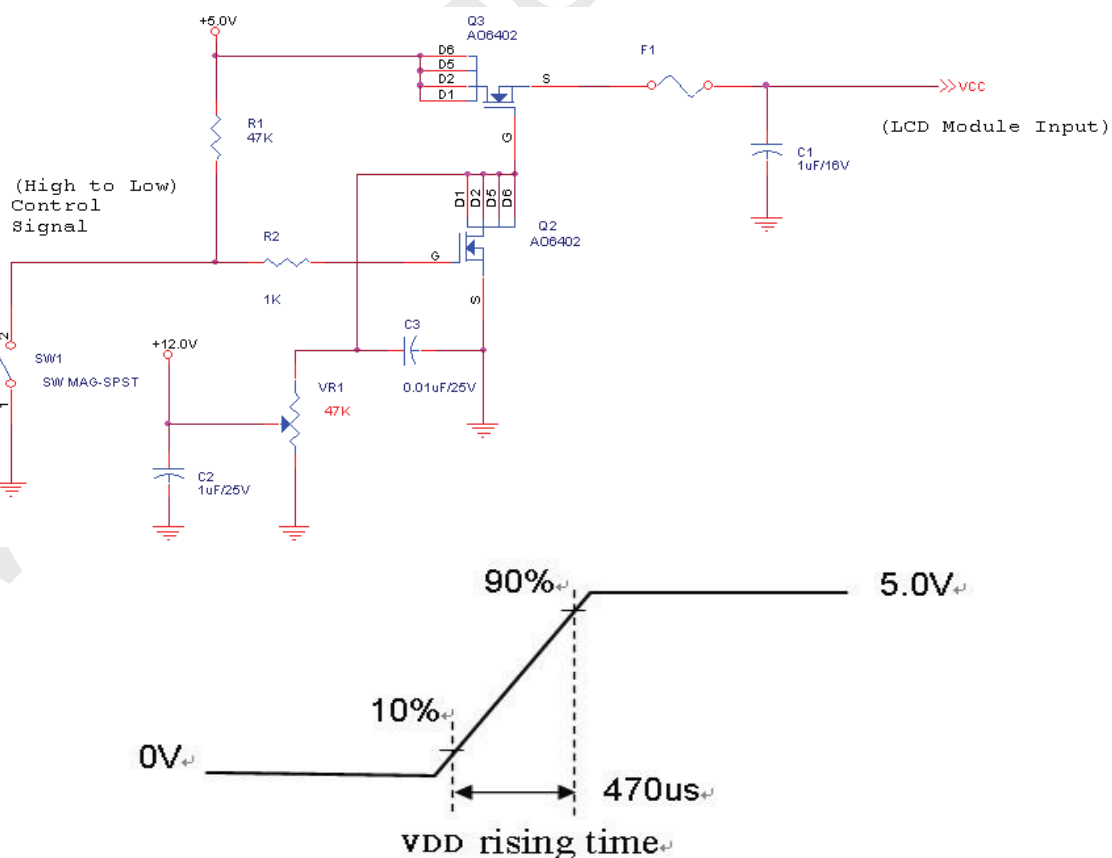 +5.0V
Q3
AO6402
D6
D5
D2
D1
S
G
F1
VCC
(LCD Module Input)
R1
47K
C1
1uF/16V
(High to Low)
Control
Signal
D1
D2
D5
D6
Q2
AO6402
R2
G
1K
S
2
SW1
SW MAG-SPST
1
+12.0V
C3
0.01uF/25V
VR1
47K
C2
1uF/25V
90%
5.0V
10%
0V
470us
VDD rising time